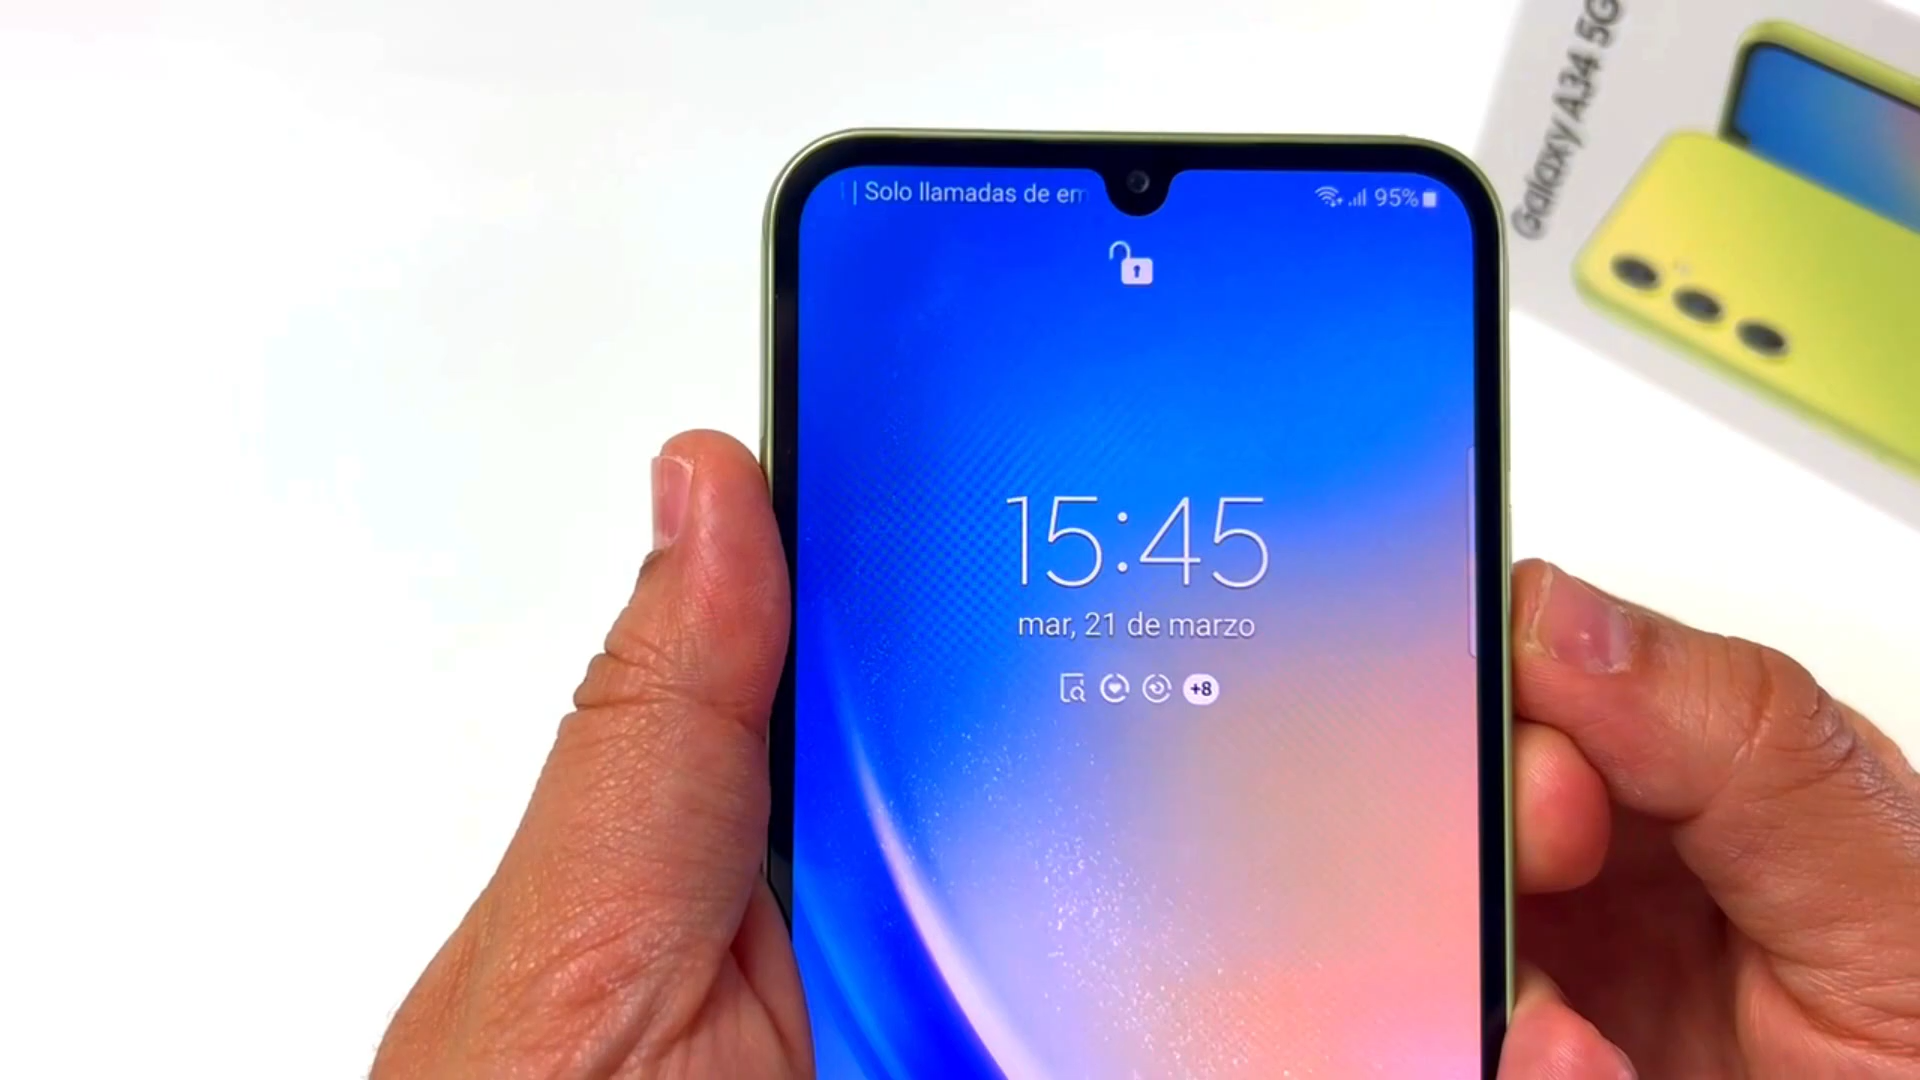 Solo llamadas de em
95%
15:45
mar, 21 de marzo
+8
Galaxy A34 5G